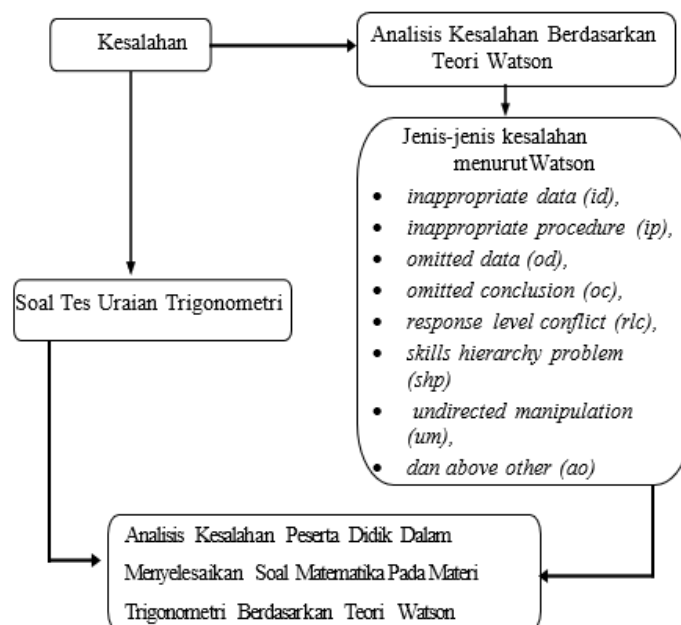 Kesalahan
Analisis Kesalahan Berdasarkan
Teori Watson
Jenis-jenis kesalahan
menurutWatson
• inappropriate data (id),
• inappropriate procedure (ip),
• omitted data (od),
• omitted conclusion (oc),
• response level conflict (rlc),
• skills hierarchy problem
(shp)
• undirected manipulation
(um),
• dan above other (ao)
Soal Tes Uraian Trigonometri
Analisis Kesalahan Peserta Didik Dalam
Menyelesaikan Soal Matematika Pada Materi
Trigonometri Berdasarkan Teori Watson